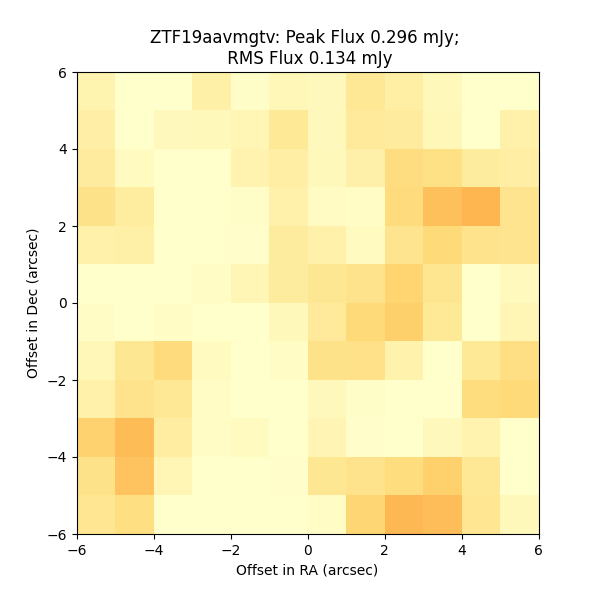 ZTF19aavmgtv: Peak Flux 0.296 mJy;
RMS Flux 0.134 mJy
6
4
2
0
−2
−4
−6
Offset in Dec (arcsec)
−6 −4 −2 0 2 4 6
Offset in RA (arcsec)